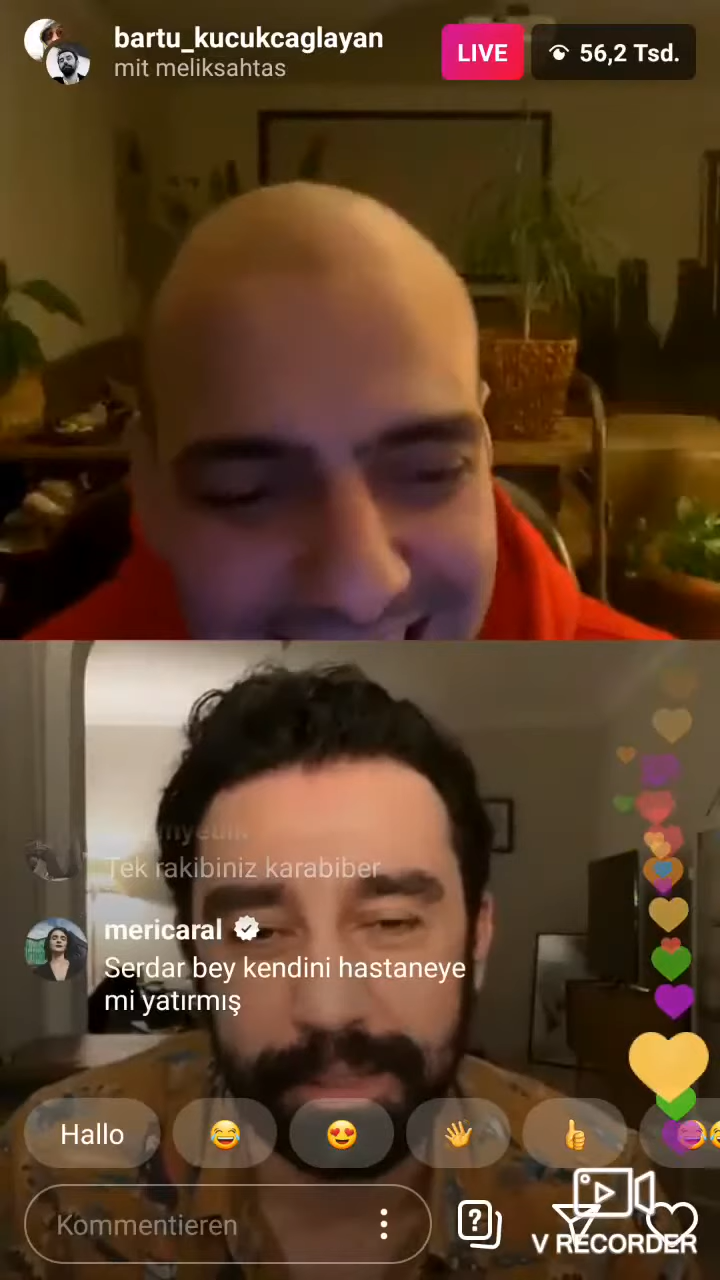 bartu_kucukcaglayan
mit meliksahtas
LIVE
56,2 Tsd.
Tek rakibiniz karabiber
mericaral
Serdar bey kendini hastaneye
mi yatırmış
Hallo
Kommentieren
V RECORDER